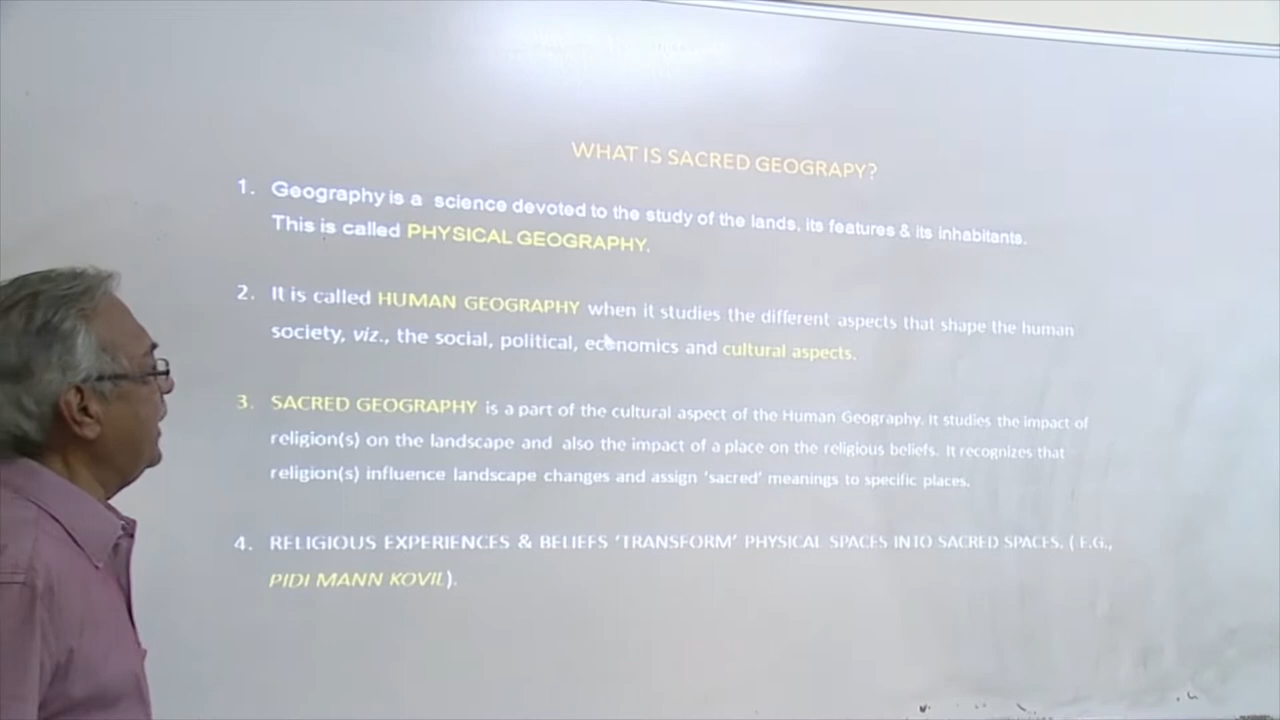 WHAT IS SACRED GEOGRAPY?
1. Geography is a science devoted to the study of the lands, its features & its inhabitants.
This is called PHYSICAL GEOGRAPHY.
2. It is called HUMAN GEOGRAPHY when it studies the different aspects that shape the human
society, viz., the social, political, economics and cultural aspects.
3. SACRED GEOGRAPHY is a part of the cultural aspect of the Human Geography. It studies the impact of
religion(s) on the landscape and also the impact of a place on the religious beliefs. It recognizes that
religion(s) influence landscape changes and assign 'sacred' meanings to specific places.
4. RELIGIOUS EXPERIENCES & BELIEFS 'TRANSFORM' PHYSICAL SPACES INTO SACRED SPACES. ( E.G.,
PIDI MANN KOVIL).